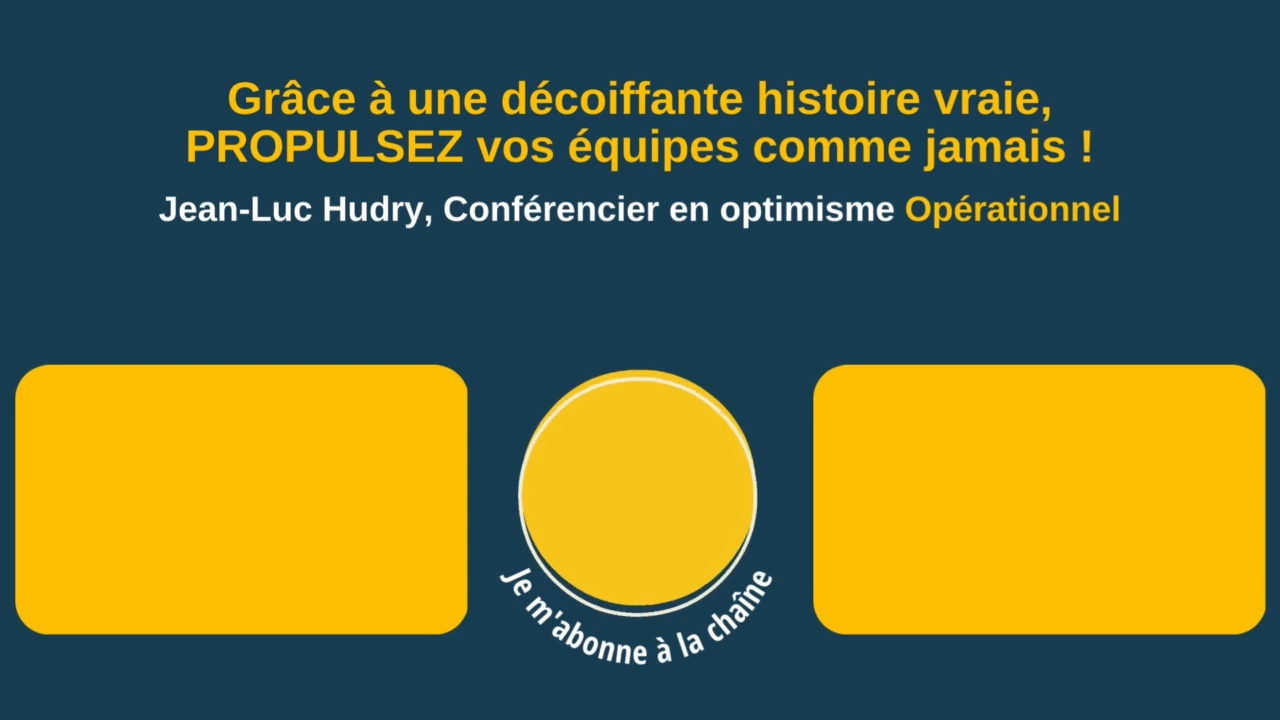 Grâce à une décoiffante histoire vraie,
PROPULSEZ vos équipes comme jamais !
Jean-Luc Hudry, Conférencier en optimisme Opérationnel
Je m'abonne à la chaîne